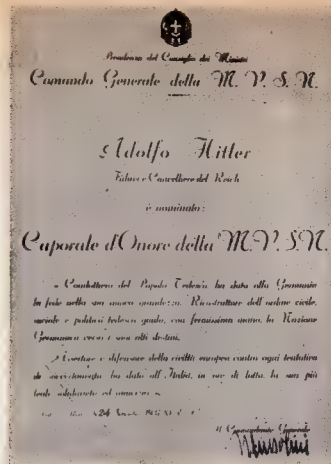 Presidenza del Consiglio dei Ministri
Comando Generale della M. V. S. N.
Adolfo Hitler
Führer e Cancelliere del Reich
è nominato:
Caporale d'Onore della M. V. S. N.
« Condottiero del Popolo Tedesco ha dato alla Germania
la fede nella sua nuova grandezza. Ricostruttore dell'ordine civile,
sociale e politico tedesco guida, con fermissima mano, la Nazione
Germanica verso i suoi alti destini.
Assertore e difensore della civiltà europea contro ogni tentativo
di sovvertimento ha dato all'Italia, in ore di lotta, la sua più
leale solidarietà ed amicizia »
24
Il Comandante Generale
Mussolini